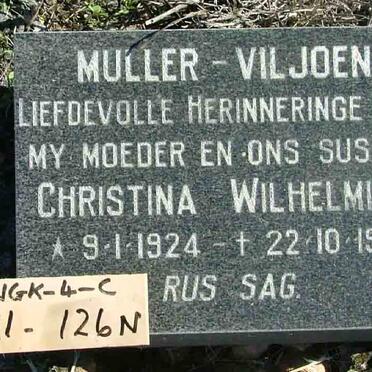 MULLER - VILJOEN
LIEFDEVOLLE HERINNERINGE
MY MOEDER EN ONS SUS
CHRISTINA WILHELMI
* 9·1·1924 - + 22·10·19
RUS SAG.
NGK-4-C
1- 126N